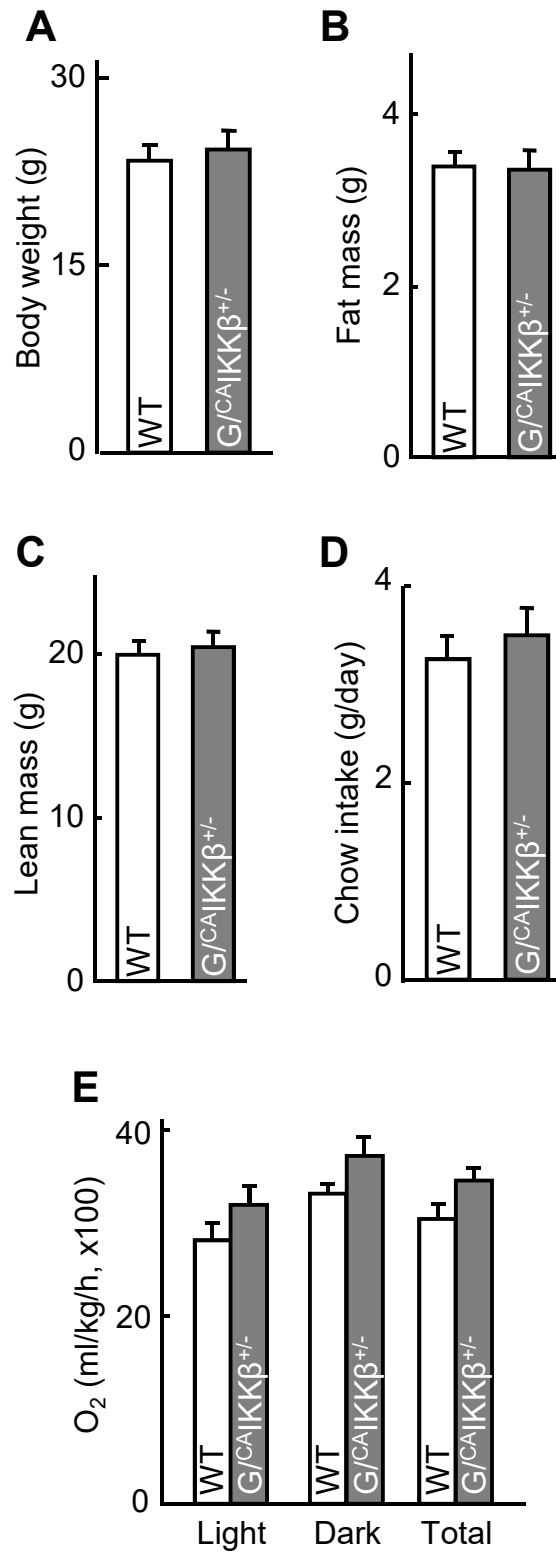 A
Body weight (g)
30
15
0
WT
G/ᶜᴬIKKβ⁺/⁻
B
Fat mass (g)
4
2
0
WT
G/ᶜᴬIKKβ⁺/⁻
C
Lean mass (g)
20
10
0
WT
G/ᶜᴬIKKβ⁺/⁻
D
Chow intake (g/day)
4
2
0
WT
G/ᶜᴬIKKβ⁺/⁻
E
O₂ (ml/kg/h, x100)
40
20
0
WT
G/ᶜᴬIKKβ⁺/⁻
WT
G/ᶜᴬIKKβ⁺/⁻
WT
G/ᶜᴬIKKβ⁺/⁻
Light Dark Total